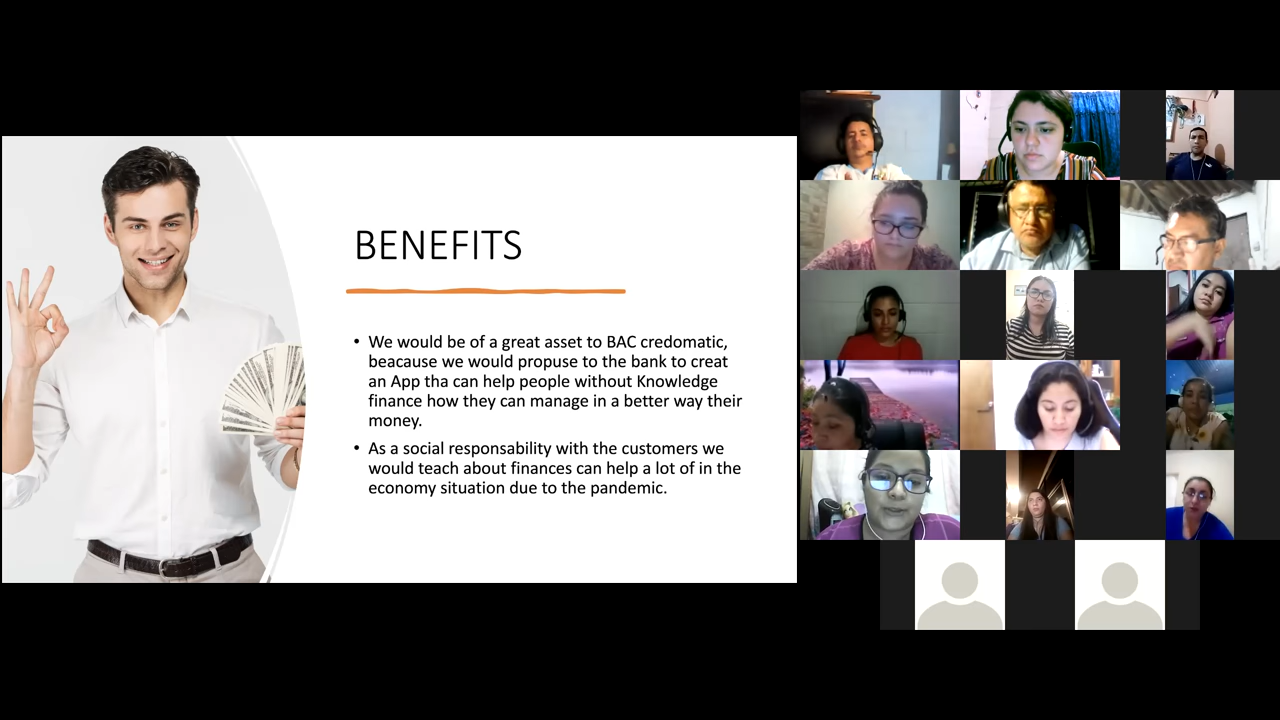 BENEFITS
• We would be of a great asset to BAC credomatic,
beacause we would propuse to the bank to creat
an App tha can help people without Knowledge
finance how they can manage in a better way their
money.
• As a social responsability with the customers we
would teach about finances can help a lot of in the
economy situation due to the pandemic.